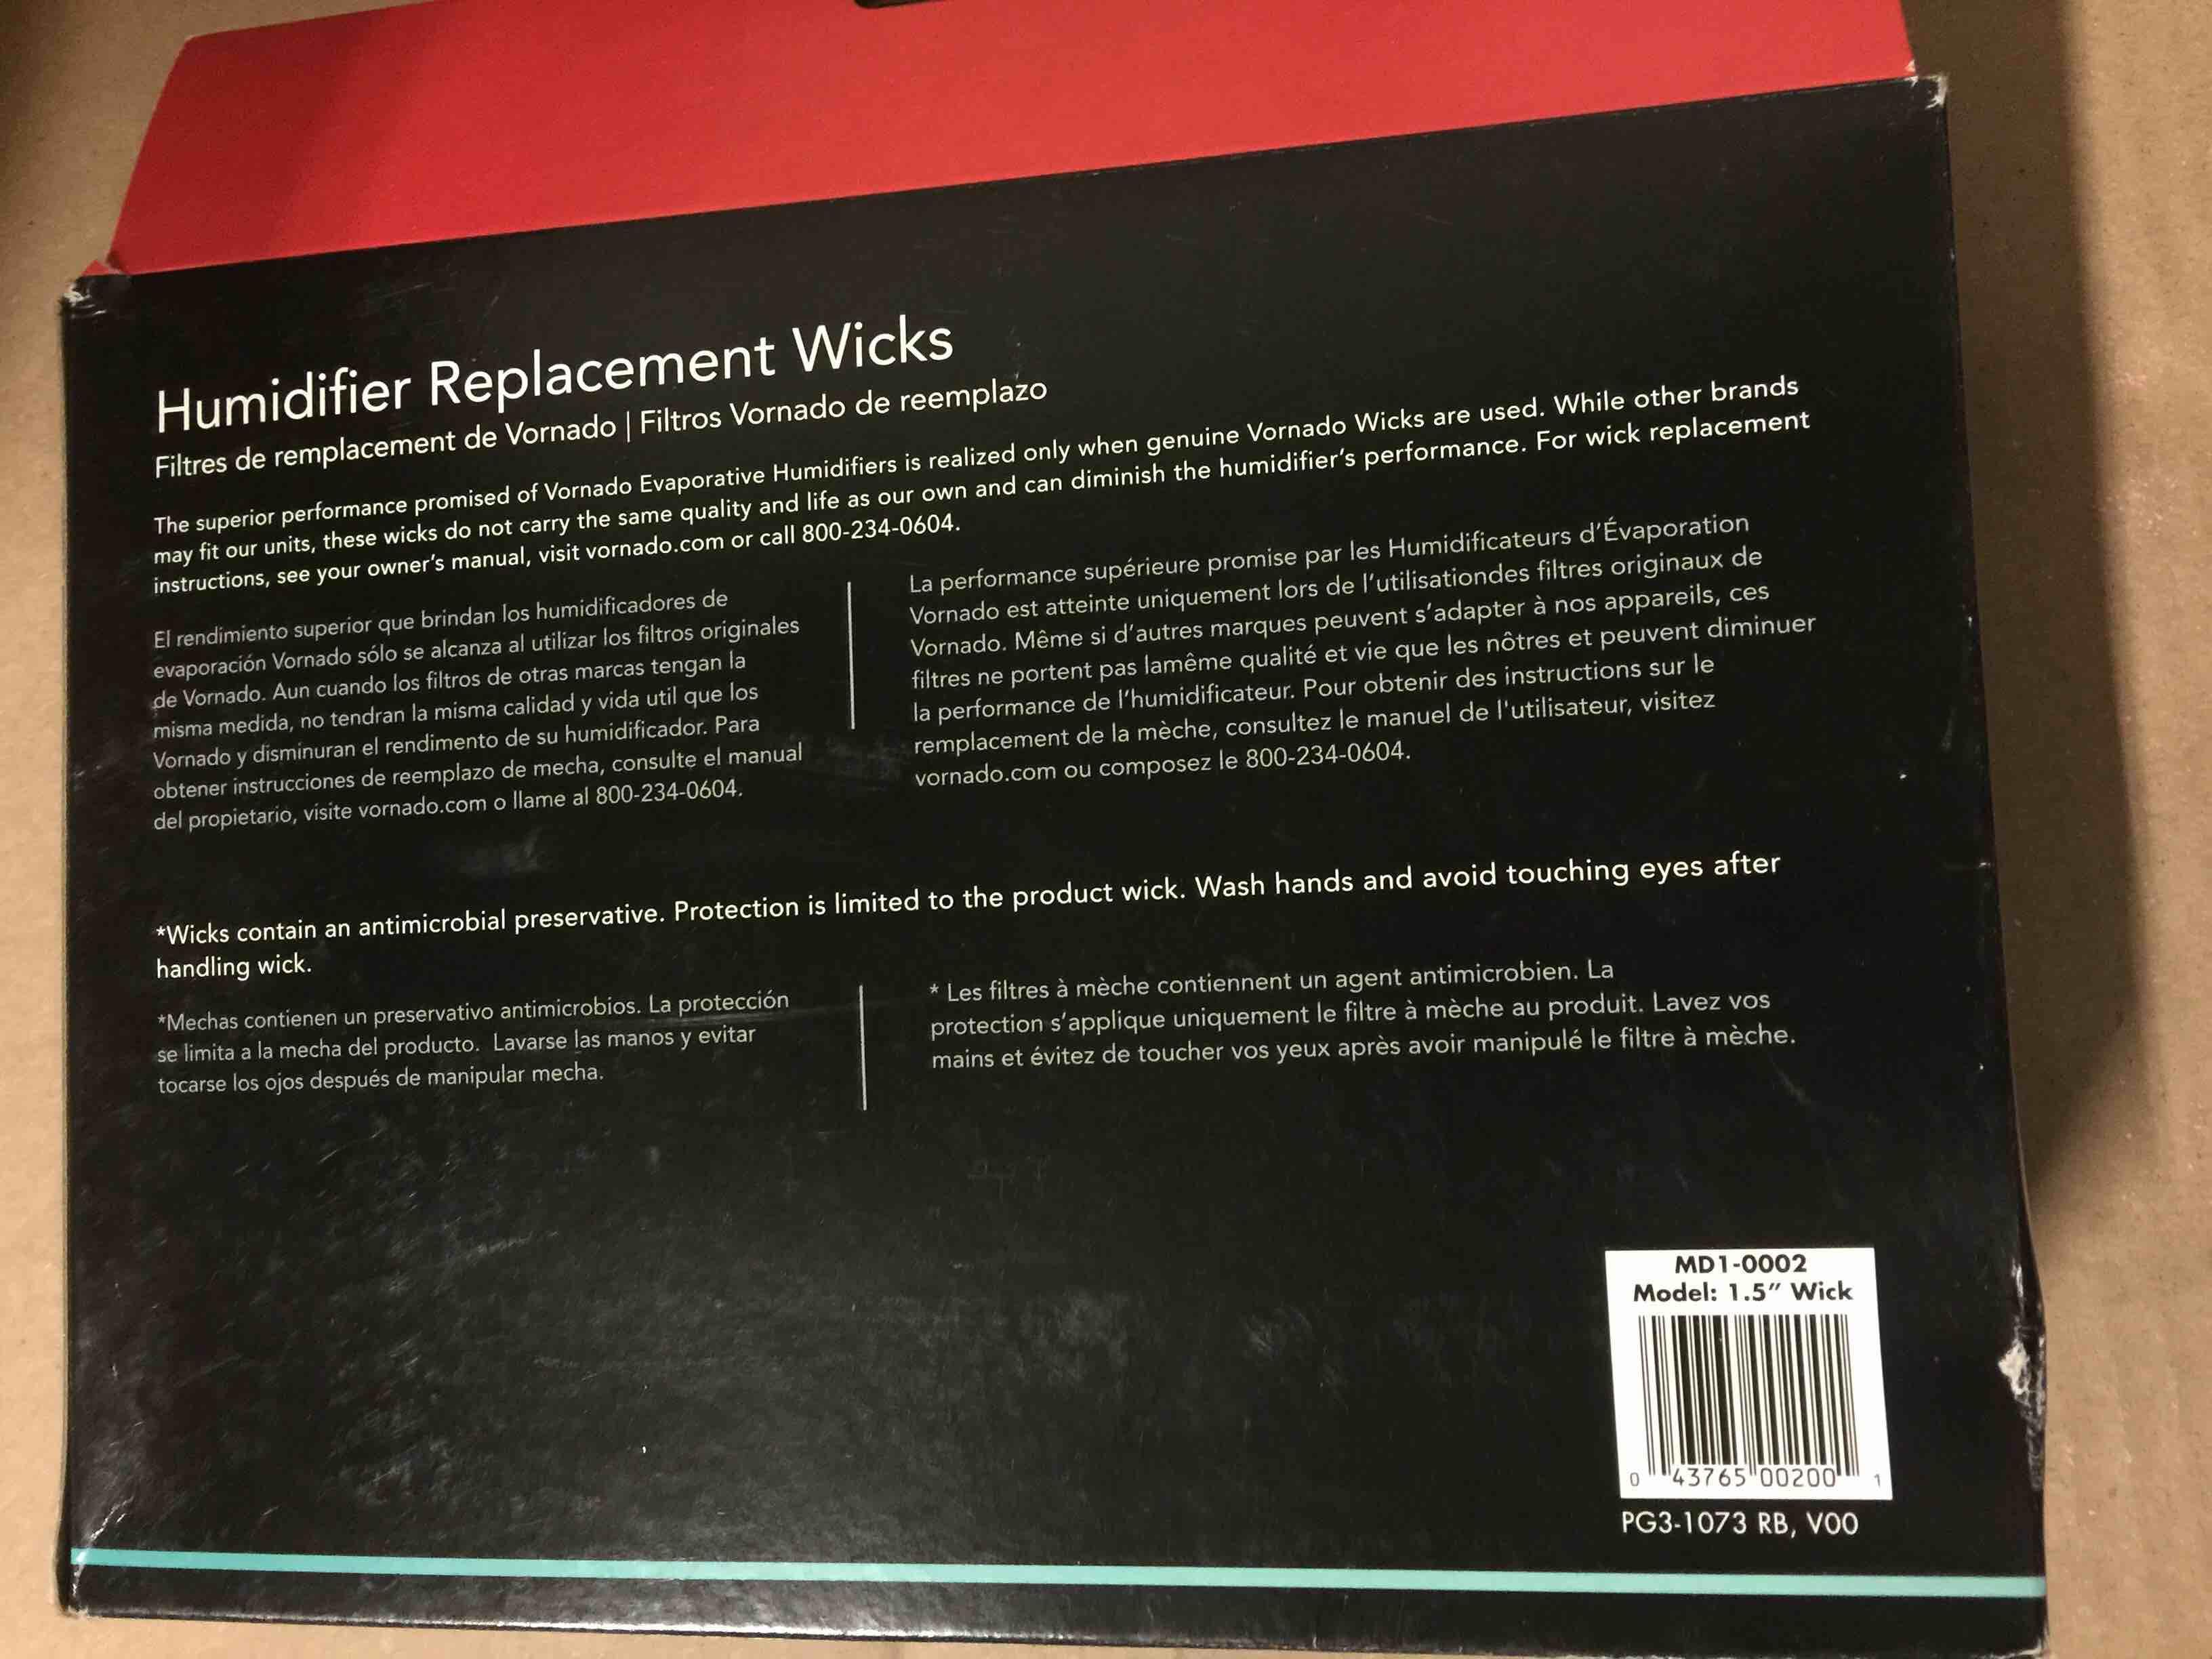 Humidifier Replacement Wicks
Filtres de remplacement de Vornado | Filtros Vornado de reemplazo
The superior performance promised of Vornado Evaporative Humidifiers is realized only when genuine Vornado Wicks are used. While other brands
may fit our units, these wicks do not carry the same quality and life as our own and can diminish the humidifier's performance. For wick replacement
instructions, see your owner's manual, visit vornado.com or call 800-234-0604.
El rendimiento superior que brindan los humidificadores de
evaporación Vornado sólo se alcanza al utilizar los filtros originales
de Vornado. Aun cuando los filtros de otras marcas tengan la
misma medida, no tendran la misma calidad y vida util que los
Vornado y disminuran el rendimento de su humidificador. Para
obtener instrucciones de reemplazo de mecha, consulte el manual
del propietario, visite vornado.com o llame al 800-234-0604.
La performance supérieure promise par les Humidificateurs d'Évaporation
Vornado est atteinte uniquement lors de l'utilisationdes filtres originaux de
Vornado. Même si d'autres marques peuvent s'adapter à nos appareils, ces
filtres ne portent pas lamême qualité et vie que les nôtres et peuvent diminuer
la performance de l'humidificateur. Pour obtenir des instructions sur le
remplacement de la mèche, consultez le manuel de l'utilisateur, visitez
vornado.com ou composez le 800-234-0604.
*Wicks contain an antimicrobial preservative. Protection is limited to the product wick. Wash hands and avoid touching eyes after
handling wick.
*Mechas contienen un preservativo antimicrobios. La protección
se limita a la mecha del producto. Lavarse las manos y evitar
tocarse los ojos después de manipular mecha.
* Les filtres à mèche contiennent un agent antimicrobien. La
protection s'applique uniquement le filtre à mèche au produit. Lavez vos
mains et évitez de toucher vos yeux après avoir manipulé le filtre à mèche.
MD1-0002
Model: 1.5" Wick
0 43765 00200 1
PG3-1073 RB, V00